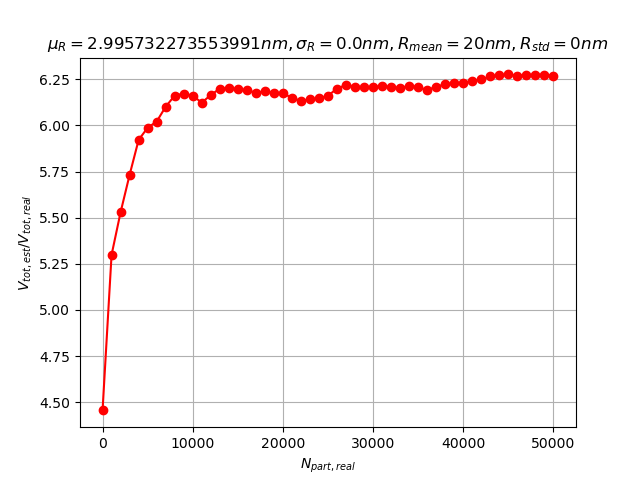 μ_R = 2.995732273553991nm, σ_R = 0.0nm, R_mean = 20nm, R_std = 0nm
6.25
6.00
5.75
5.50
5.25
5.00
4.75
4.50
V_tot,est/V_tot,real
0 10000 20000 30000 40000 50000
N_part,real